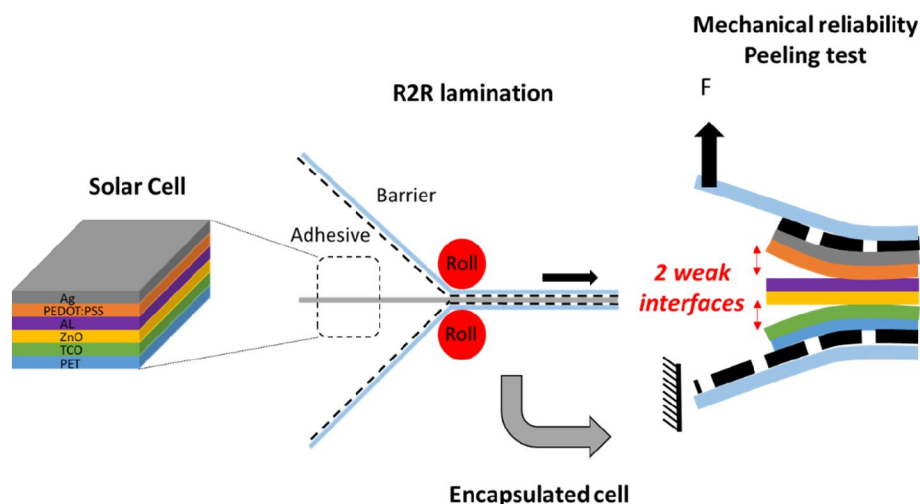 Mechanical reliability
Peeling test
R2R lamination
F
Solar Cell
Barrier
Adhesive
Roll
Roll
2 weak
interfaces
Ag
PEDOT:PSS
AL
ZnO
TCO
PET
Encapsulated cell